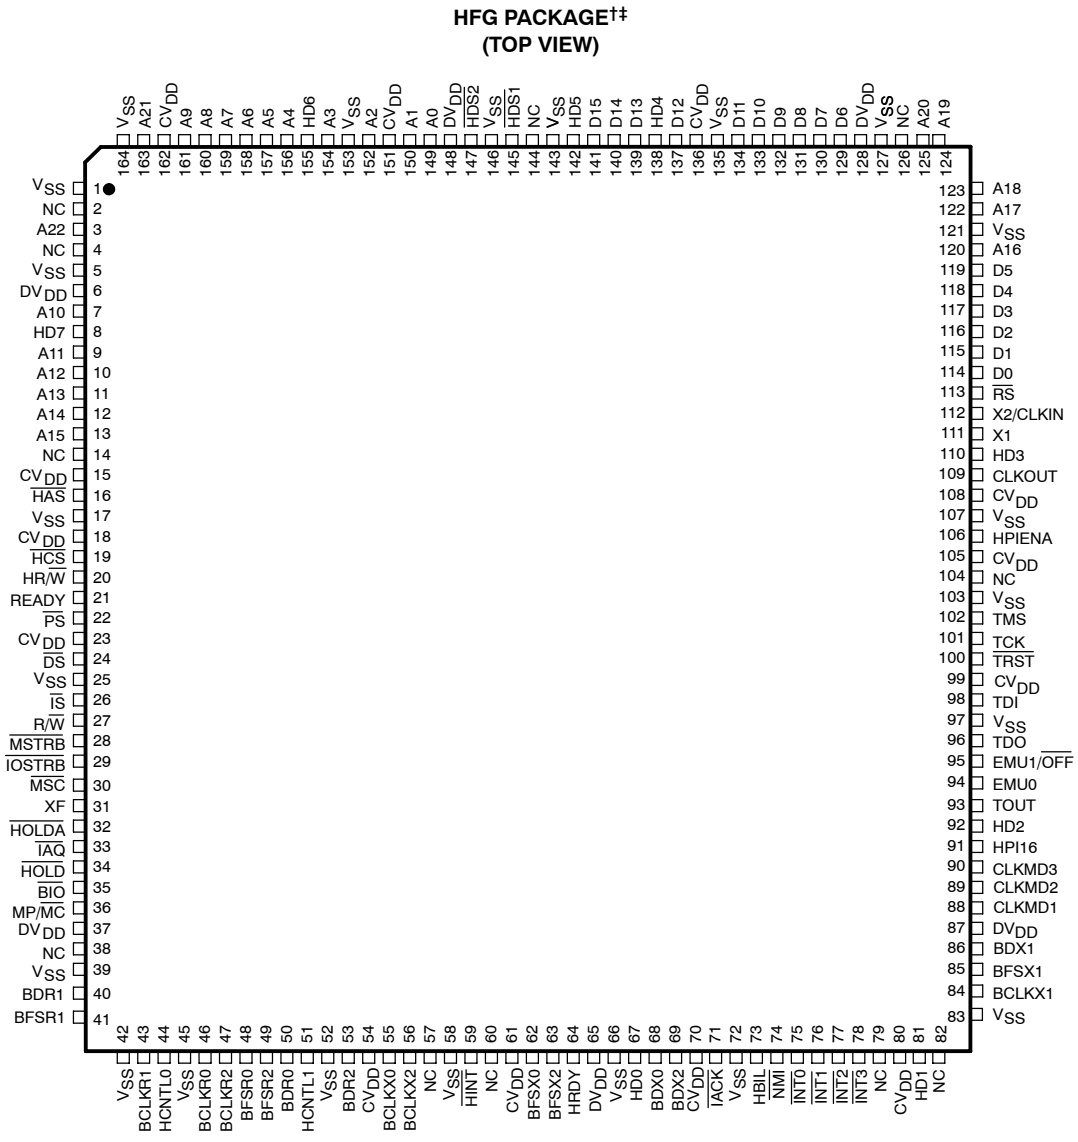 HFG PACKAGE†‡
(TOP VIEW)
VSS 164
A21 163
CVDD 162
A9 161
A8 160
A7 159
A6 158
A5 157
A4 156
HD6 155
A3 154
VSS 153
A2 152
CVDD 151
A1 150
A0 149
DVDD 148
HDS2 147
VSS 146
HDS1 145
NC 144
VSS 143
HD5 142
D15 141
D14 140
D13 139
HD4 138
D12 137
CVDD 136
VSS 135
D11 134
D10 133
D9 132
D8 131
D7 130
D6 129
DVDD 128
VSS 127
NC 126
A20 125
A19 124
VSS 1
NC 2
A22 3
NC 4
VSS 5
DVDD 6
A10 7
HD7 8
A11 9
A12 10
A13 11
A14 12
A15 13
NC 14
CVDD 15
HAS 16
VSS 17
CVDD 18
HCS 19
HR/W 20
READY 21
PS 22
CVDD 23
DS 24
VSS 25
IS 26
R/W 27
MSTRB 28
IOSTRB 29
MSC 30
XF 31
HOLDA 32
IAQ 33
HOLD 34
BIO 35
MP/MC 36
DVDD 37
NC 38
VSS 39
BDR1 40
BFSR1 41
123 A18
122 A17
121 VSS
120 A16
119 D5
118 D4
117 D3
116 D2
115 D1
114 D0
113 RS
112 X2/CLKIN
111 X1
110 HD3
109 CLKOUT
108 CVDD
107 VSS
106 HPIENA
105 CVDD
104 NC
103 VSS
102 TMS
101 TCK
100 TRST
99 CVDD
98 TDI
97 VSS
96 TDO
95 EMU1/OFF
94 EMU0
93 TOUT
92 HD2
91 HPI16
90 CLKMD3
89 CLKMD2
88 CLKMD1
87 DVDD
86 BDX1
85 BFSX1
84 BCLKX1
83 VSS
42 VSS
43 BCLKR1
44 HCNTL0
45 VSS
46 BCLKR0
47 BCLKR2
48 BFSR0
49 BFSR2
50 BDR0
51 HCNTL1
52 VSS
53 BDR2
54 CVDD
55 BCLKX0
56 BCLKX2
57 NC
58 VSS
59 HINT
60 NC
61 CVDD
62 BFSX0
63 BFSX2
64 HRDY
65 DVDD
66 VSS
67 HD0
68 BDX0
69 BDX2
70 CVDD
71 IACK
72 VSS
73 HBIL
74 NMI
75 INT0
76 INT1
77 INT2
78 INT3
79 NC
80 CVDD
81 HD1
82 NC